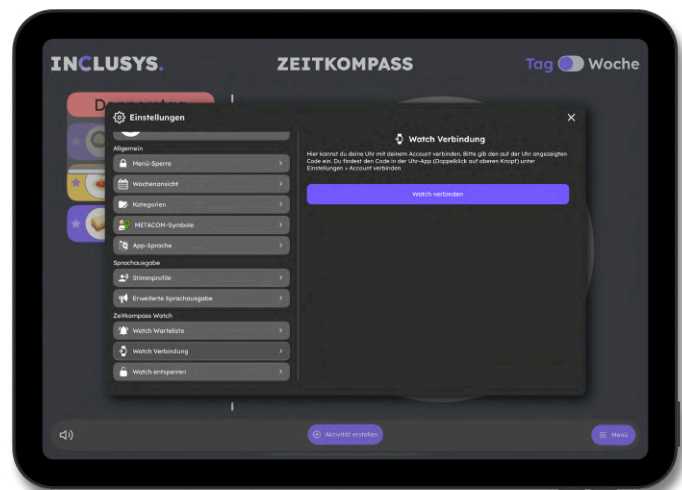 INCLUSYS.
ZEITKOMPASS
Tag
Woche
Einstellungen
Allgemein
Menü-Sperre
Wochenansicht
Kategorien
METACOM-Symbole
App-Sprache
Sprachausgabe
Stimmprofile
Erweiterte Sprachausgabe
Zeitkompass Watch
Watch Warteliste
Watch Verbindung
Watch entsperren
Watch Verbindung
Hier kannst du deine Uhr mit deinem Account verbinden. Bitte gib den auf der Uhr angezeigten
Code ein. Du findest den Code in der Uhr-App (Doppelklick auf oberen Knopf) unter
Einstellungen > Account verbinden
Watch verbinden
Aktivität erstellen
Menü